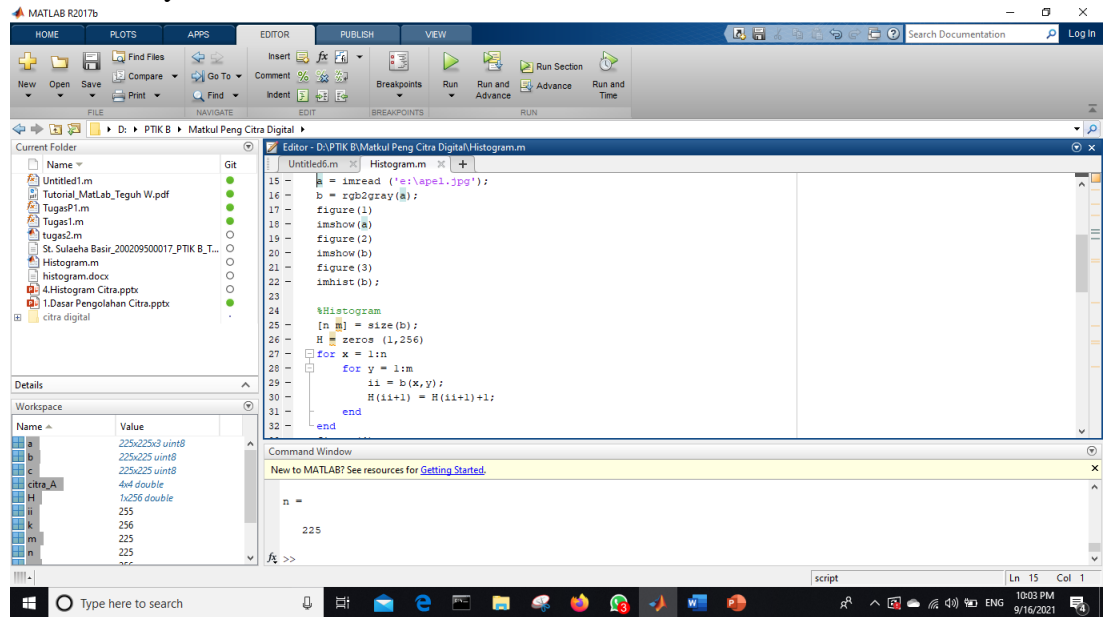 MATLAB R2017b
HOME PLOTS APPS EDITOR PUBLISH VIEW
Search Documentation
Log In
New Open Save
Find Files
Compare
Print
FILE
Go To
Find
NAVIGATE
Insert fx
Comment
Indent
EDIT
Breakpoints
BREAKPOINTS
Run
Run and Advance
Run Section
Advance
Run and Time
RUN
D: PTIK B Matkul Peng Citra Digital
Current Folder
Name Git
Untitled1.m
Tutorial_MatLab_Teguh W.pdf
TugasP1.m
Tugas1.m
tugas2.m
St. Sulaeha Basir_200209500017_PTIK B_T...
Histogram.m
histogram.docx
4.Histogram Citra.pptx
1.Dasar Pengolahan Citra.pptx
citra digital
Details
Workspace
Name Value
a 225x225x3 uint8
b 225x225 uint8
c 225x225 uint8
citra_A 4x4 double
H 1x256 double
ii 255
k 256
m 225
n 225
Editor - D:\PTIK B\Matkul Peng Citra Digital\Histogram.m
Untitled6.m Histogram.m
15 – a = imread ('e:\apel.jpg');
16 – b = rgb2gray(a);
17 – figure(1)
18 – imshow(a)
19 – figure(2)
20 – imshow(b)
21 – figure(3)
22 – imhist(b);
23
24 %Histogram
25 – [n m] = size(b);
26 – H = zeros (1,256)
27 – for x = 1:n
28 – for y = 1:m
29 – ii = b(x,y);
30 – H(ii+1) = H(ii+1)+1;
31 – end
32 – end
Command Window
New to MATLAB? See resources for Getting Started.
n =
225
fx >>
script
Ln 15 Col 1
Type here to search
ENG
10:03 PM
9/16/2021